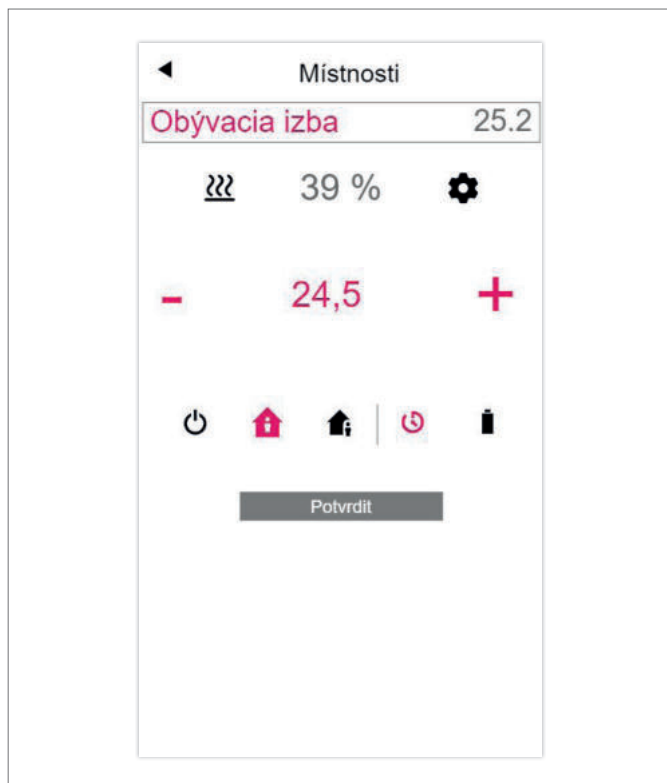 Místnosti
Obývacia izba 25.2
39 %
- 24,5 +
Potvrdit